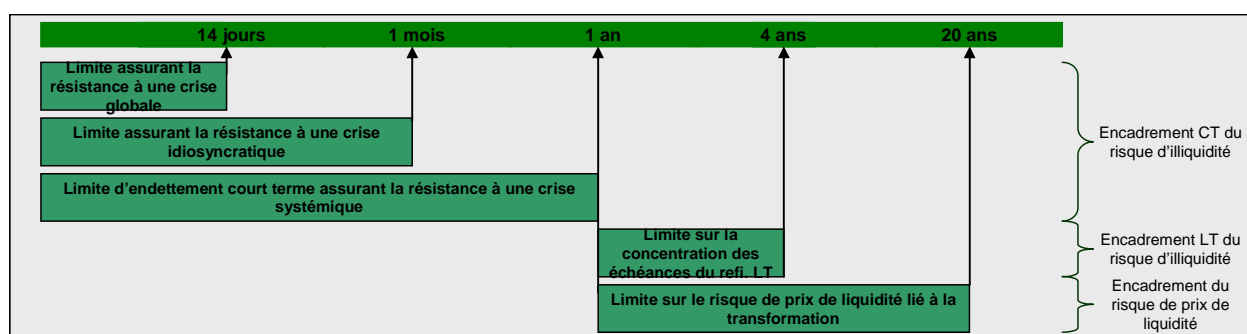 14 jours 1 mois 1 an 4 ans 20 ans
Limite assurant la
résistance à une crise
globale
Limite assurant la résistance à une crise
idiosyncratique
Limite d'endettement court terme assurant la résistance à une crise
systémique
Encadrement CT du
risque d'illiquidité
Limite sur la
concentration des
échéances du refi. LT
Encadrement LT du
risque d'illiquidité
Limite sur le risque de prix de liquidité lié à la
transformation
Encadrement du
risque de prix de
liquidité